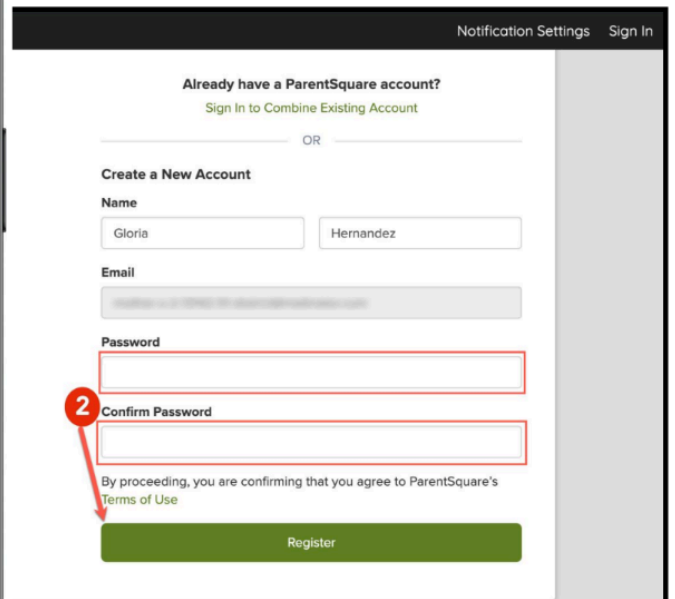 Notification Settings Sign In
Already have a ParentSquare account?
Sign In to Combine Existing Account
OR
Create a New Account
Name
Gloria Hernandez
Email
Password
2
Confirm Password
By proceeding, you are confirming that you agree to ParentSquare's
Terms of Use
Register